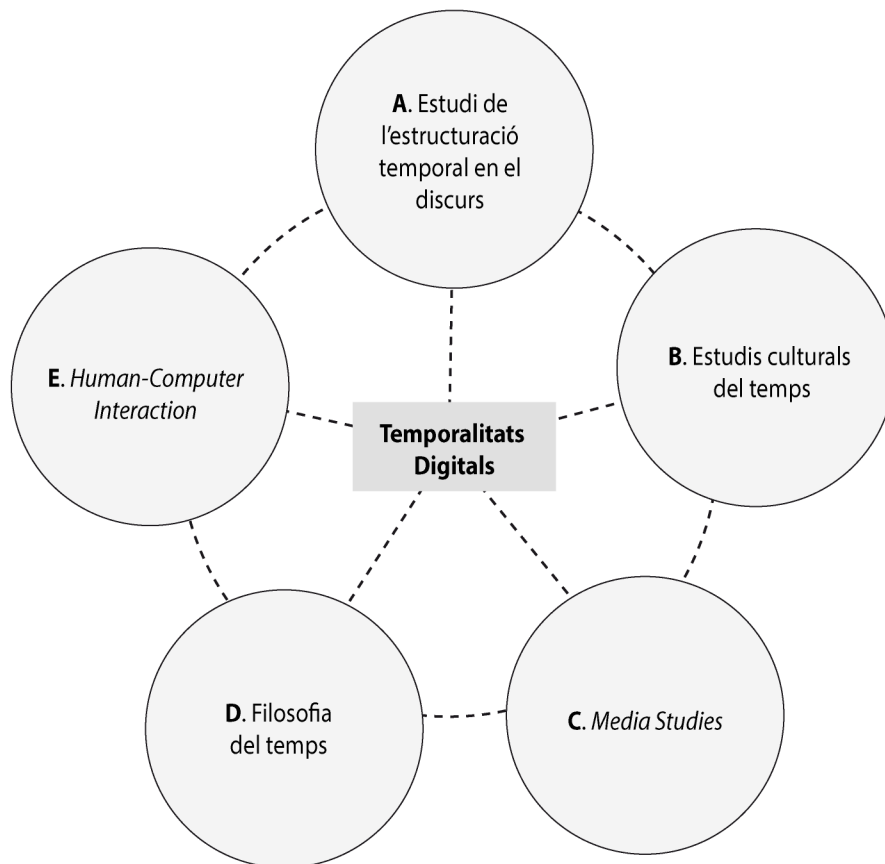 A. Estudi de
l’estructuració
temporal en el
discurs
B. Estudis culturals
del temps
E. Human-Computer
Interaction
Temporalitats
Digitals
D. Filosofia
del temps
C. Media Studies